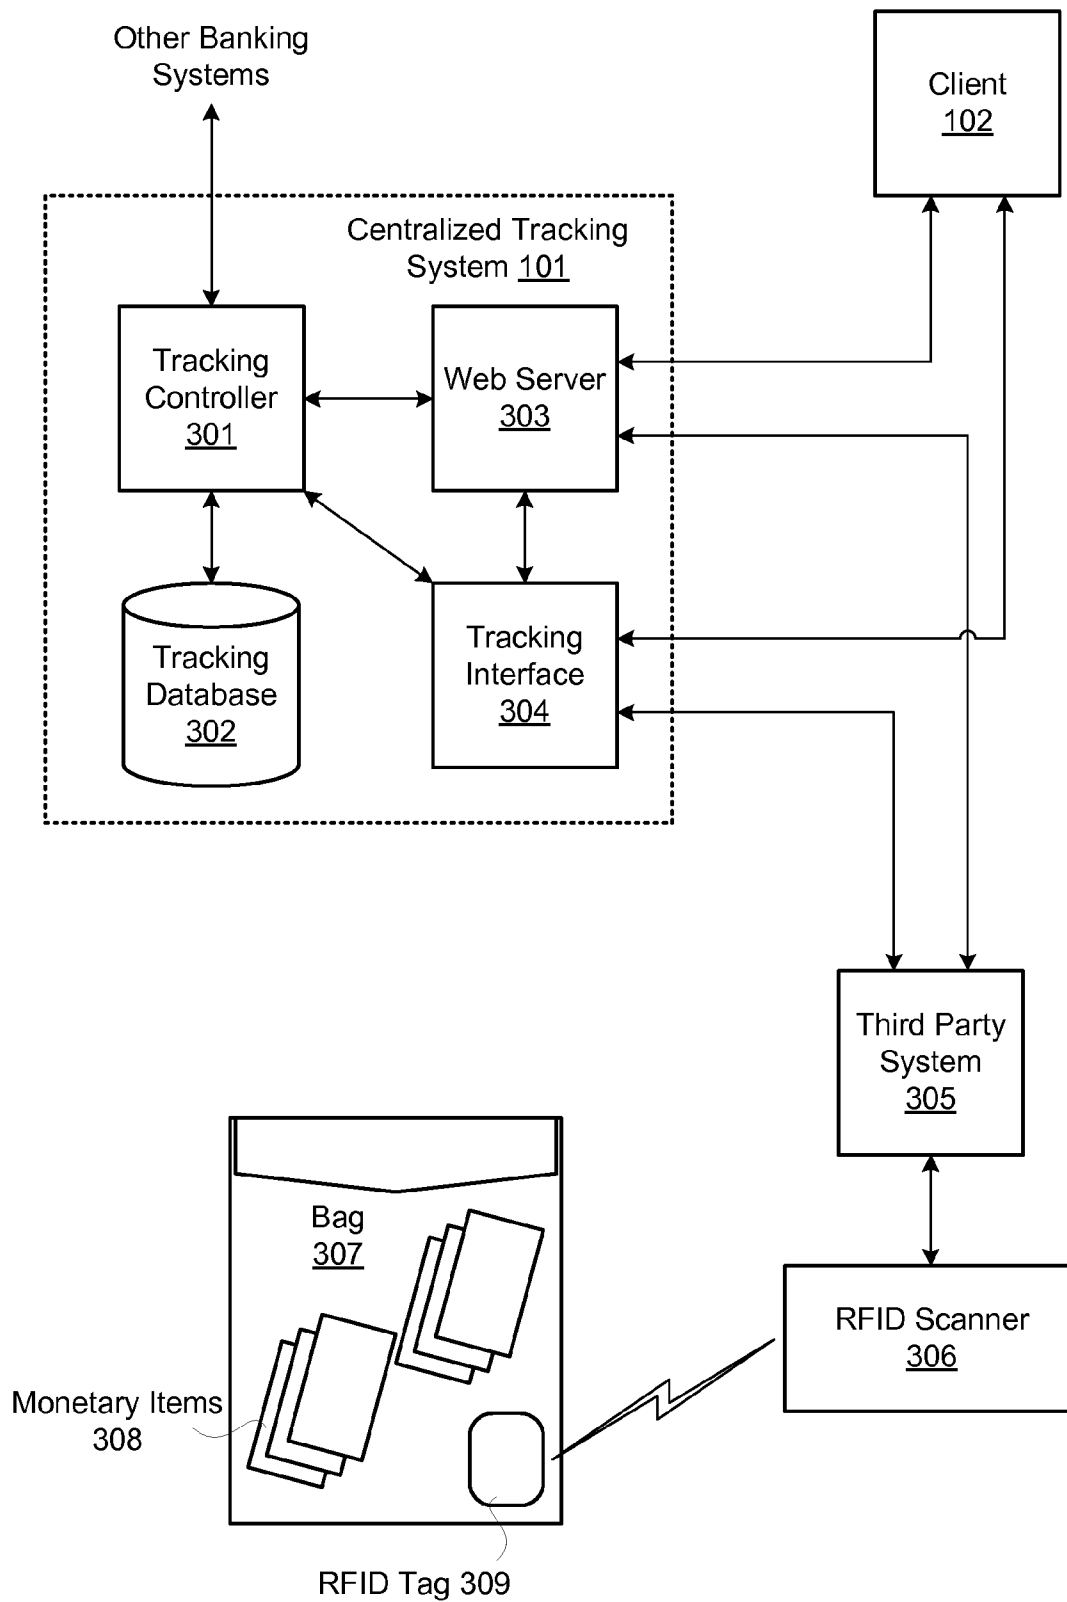 Other Banking
Systems
Client
102
Centralized Tracking
System 101
Tracking
Controller
301
Web Server
303
Tracking
Database
302
Tracking
Interface
304
Third Party
System
305
Bag
307
RFID Scanner
306
Monetary Items
308
RFID Tag 309